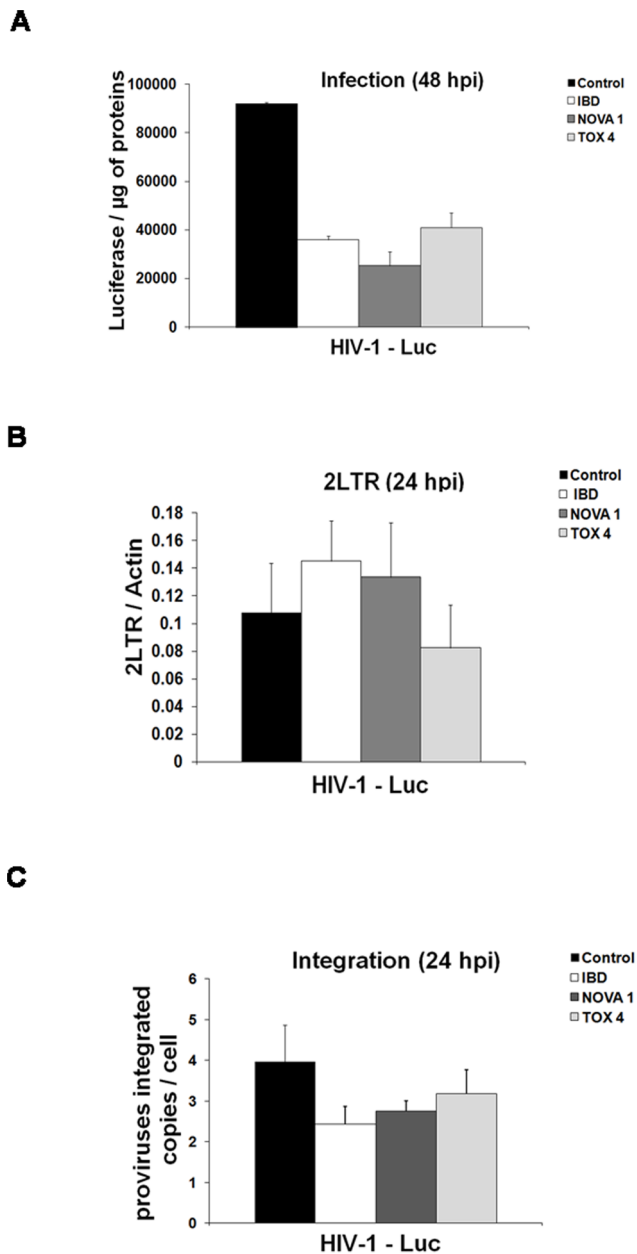 A
Infection (48 hpi)
Luciferase / µg of proteins
100000
80000
60000
40000
20000
0
HIV-1 - Luc
Control
IBD
NOVA 1
TOX 4
B
2LTR (24 hpi)
2LTR / Actin
0.18
0.16
0.14
0.12
0.1
0.08
0.06
0.04
0.02
0
HIV-1 - Luc
Control
IBD
NOVA 1
TOX 4
C
Integration (24 hpi)
proviruses integrated
copies / cell
6
5
4
3
2
1
0
HIV-1 - Luc
Control
IBD
NOVA 1
TOX 4